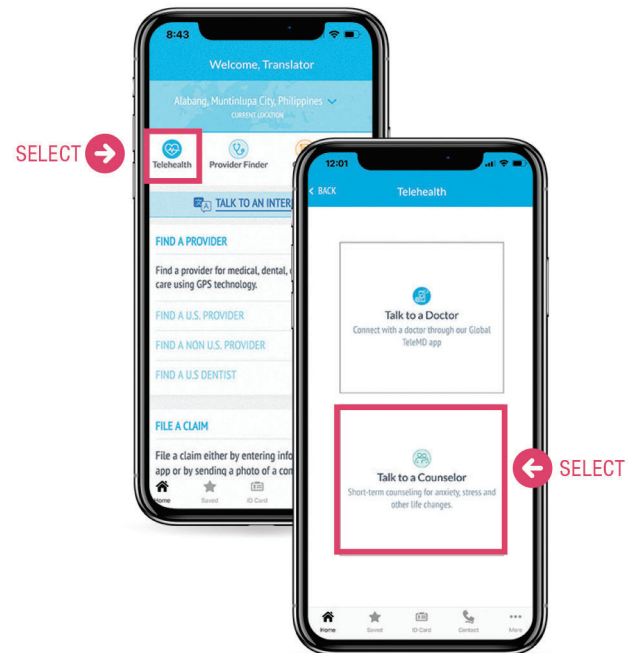 8:43
Welcome, Translator
Alabang, Muntinlupa City, Philippines
CURRENT LOCATION
SELECT
Telehealth
Provider Finder
TALK TO AN
FIND A PROVIDER
Find a provider for medical, dental,
care using GPS technology.
FIND A U.S. PROVIDER
FIND A NON U.S. PROVIDER
FIND A U.S DENTIST
FILE A CLAIM
File a claim either by entering
app or by sending a photo of a
Home
Saved
ID Card
12:01
< BACK
Telehealth
Talk to a Doctor
Connect with a doctor through our Global
TeleMD app
Talk to a Counselor
Short-term counseling for anxiety, stress and
other life changes.
SELECT
Home
Saved
ID Card
Contact
More